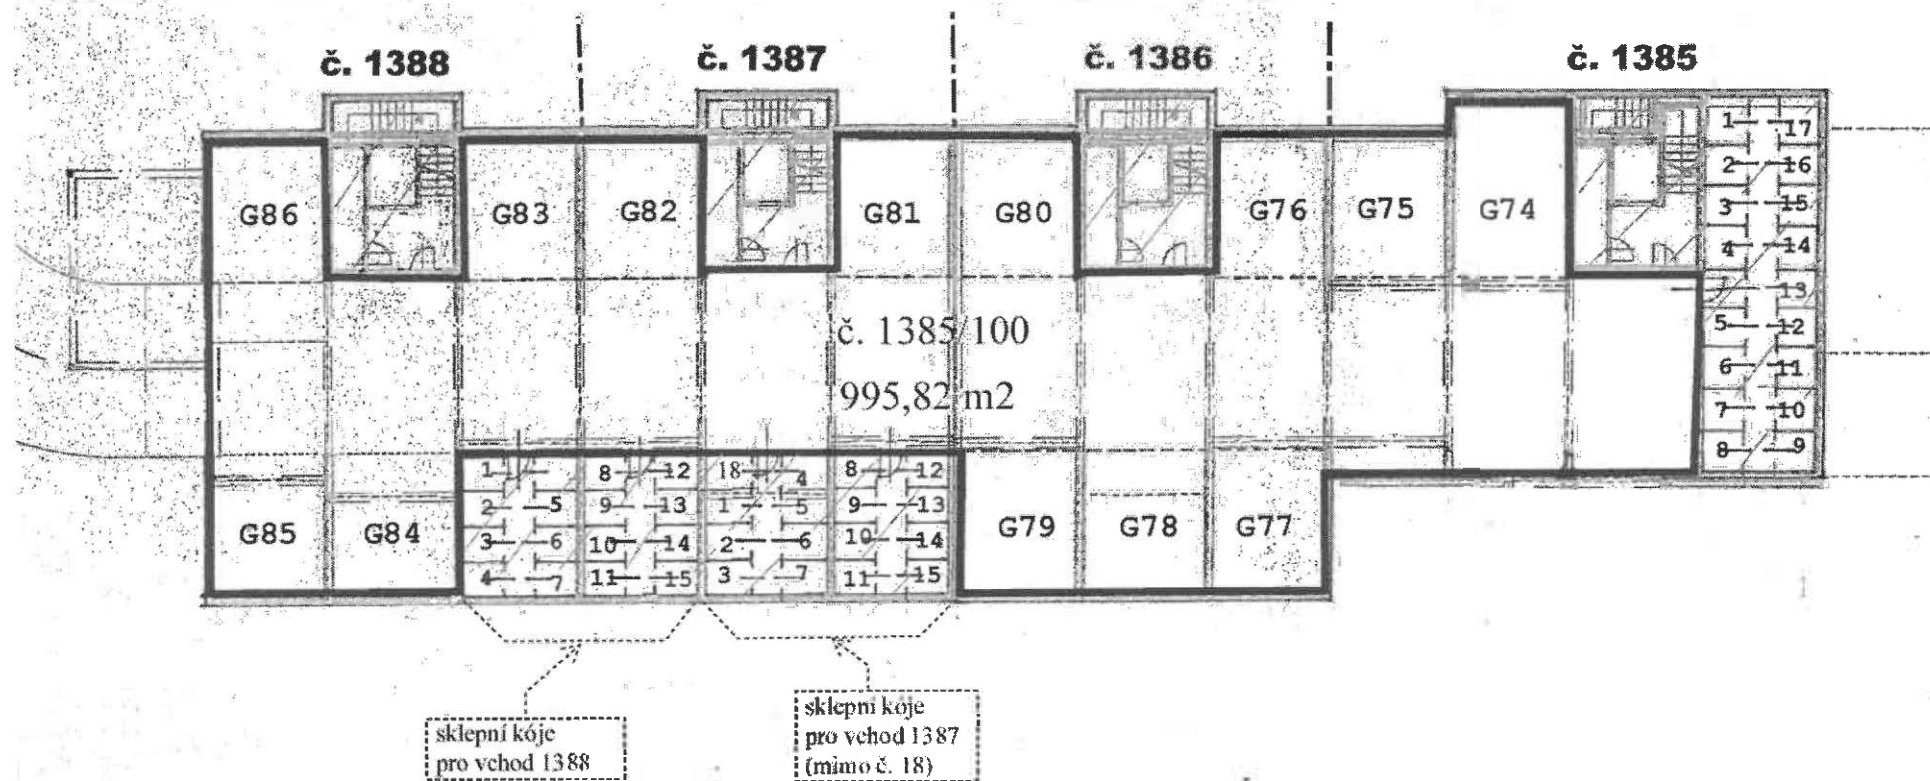 č. 1388
č. 1387
č. 1386
č. 1385
G86
G83
G82
G81
G80
G76
G75
G74
1
17
2
16
3
15
4
14
13
5
12
6
11
7
10
8
9
č. 1385/100
995,82 m2
G85
G84
1
2
5
3
6
4
7
8
12
9
13
10
14
11
15
18
4
1
5
2
6
3
7
8
12
9
13
10
14
11
15
G79
G78
G77
sklepní kóje
pro vchod 1388
sklepní kóje
pro vchod 1387
(mimo č. 18)